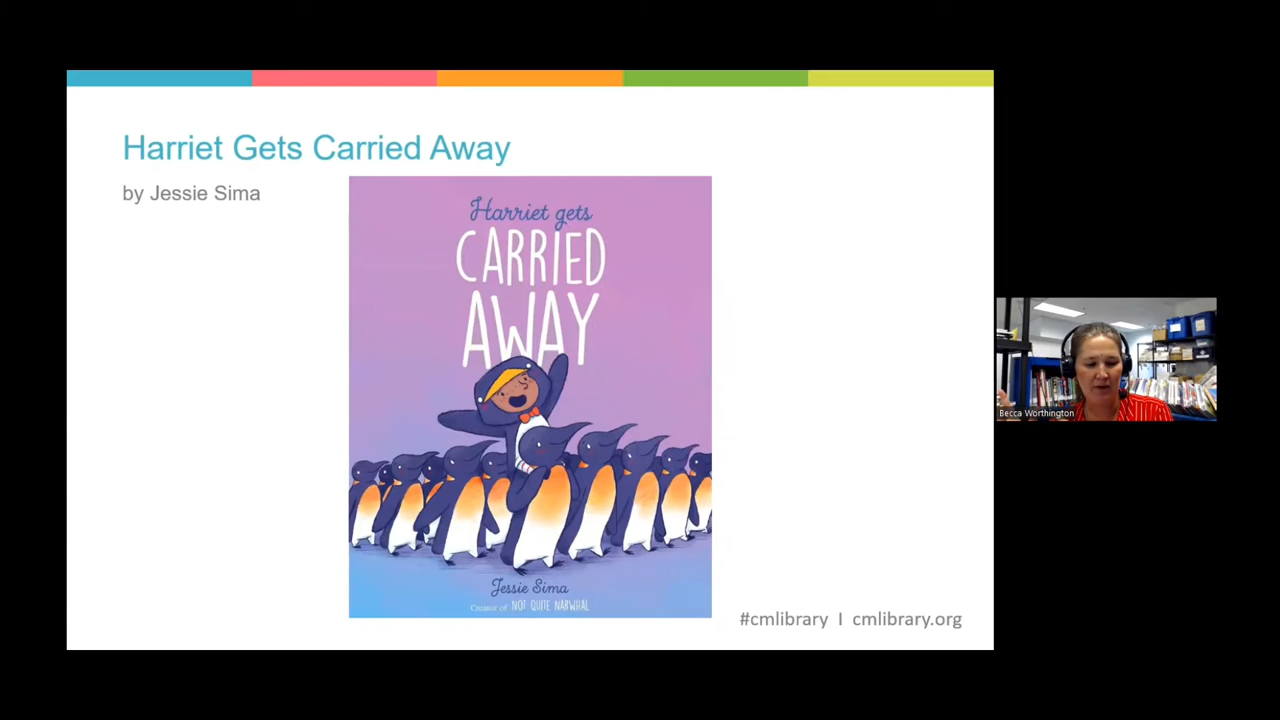 Harriet Gets Carried Away
by Jessie Sima
Harriet gets
CARRIED
AWAY
Jessie Sima
Creator of NOT QUITE NARWHAL
#cmlibrary I cmlibrary.org
Becca Worthington